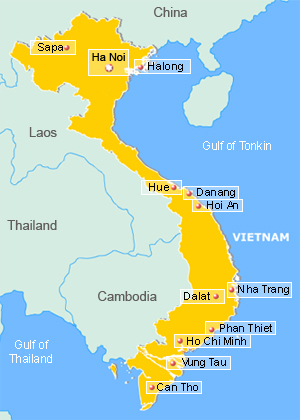 China
Sapa
Ha Noi
Halong
Laos
Gulf of Tonkin
Hue
Danang
Hoi An
Thailand
VIETNAM
Nha Trang
Cambodia
Dalat
Phan Thiet
Ho Chi Minh
Gulf of
Thailand
Vung Tau
Can Tho